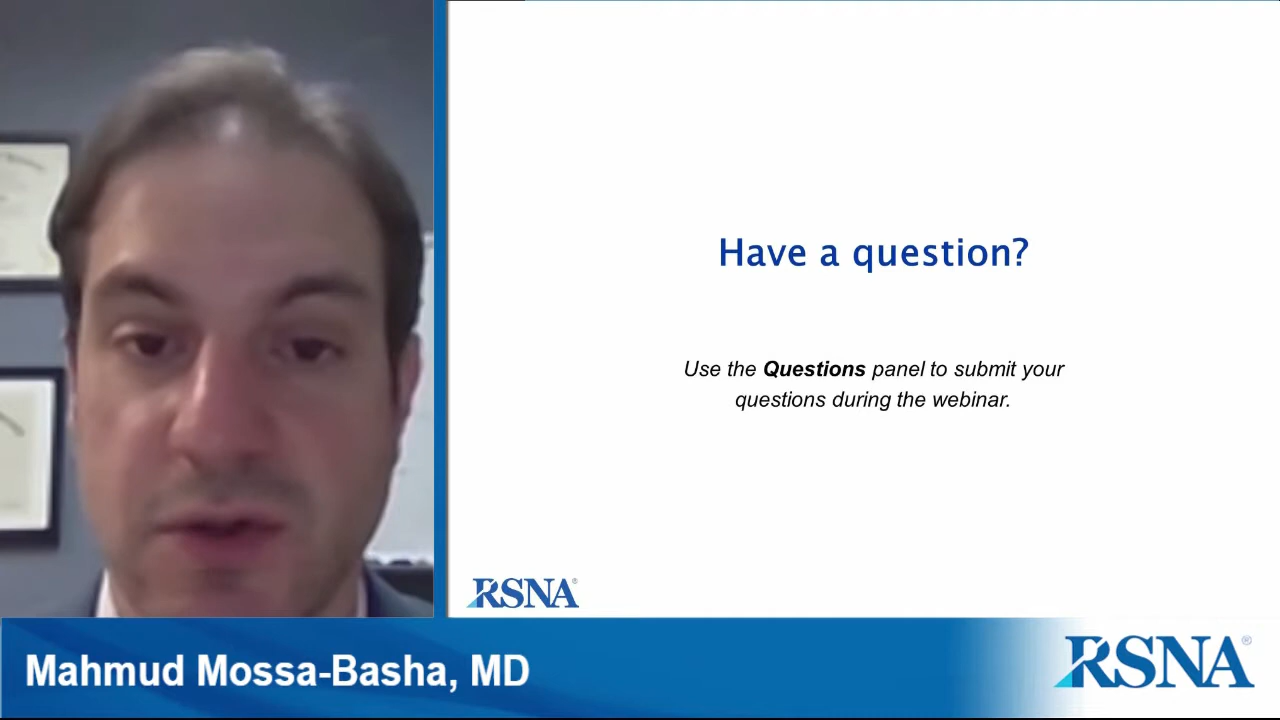 Have a question?
Use the Questions panel to submit your
questions during the webinar.
RSNA®
Mahmud Mossa-Basha, MD
RSNA®